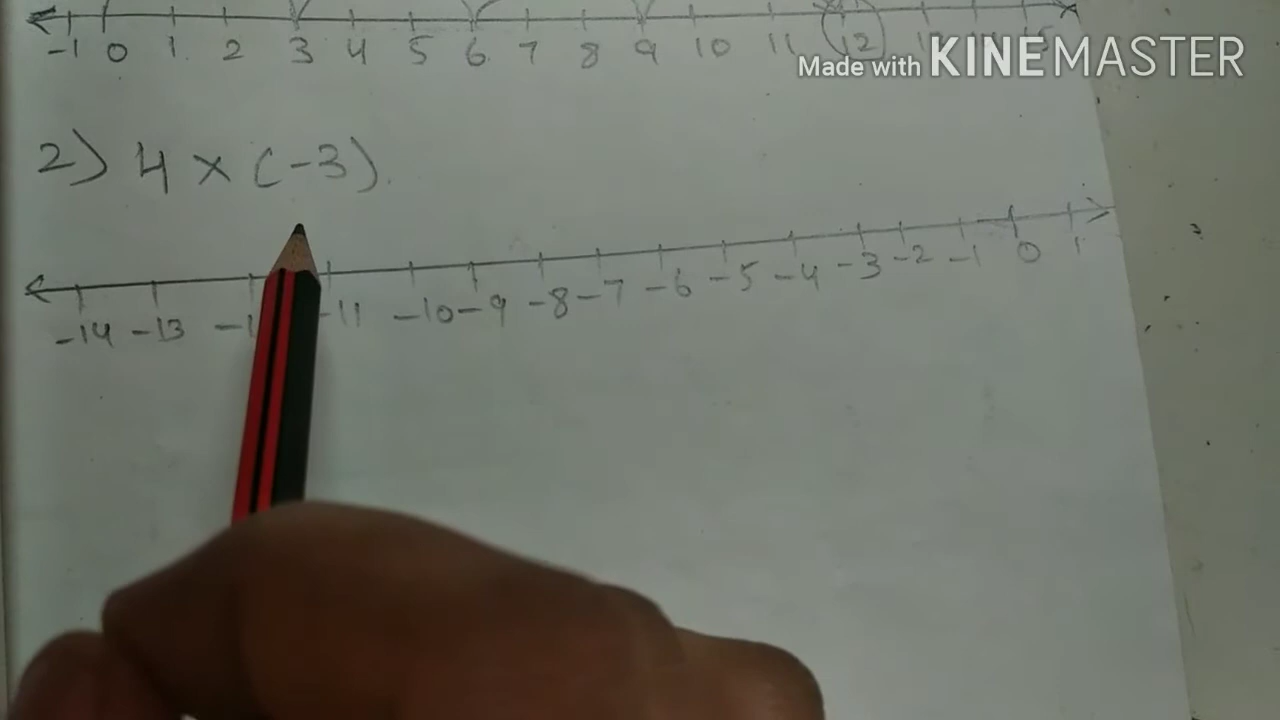 -1 0 1 2 3 4 5 6 7 8 9 10 11 12
Made with KINEMASTER
2) 4 × (-3)
-14 -13 -11 -10 -9 -8 -7 -6 -5 -4 -3 -2 -1 0 1